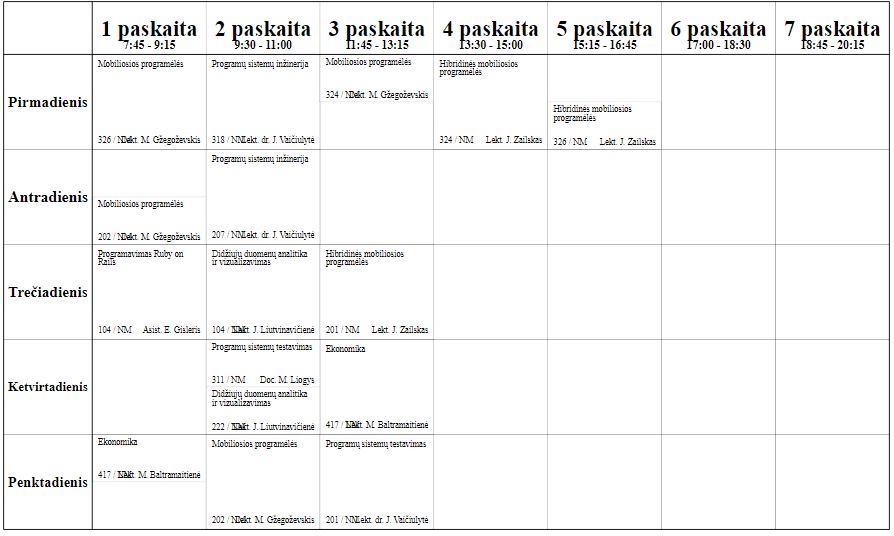 1 paskaita
7:45 - 9:15
2 paskaita
9:30 - 11:00
3 paskaita
11:45 - 13:15
4 paskaita
13:30 - 15:00
5 paskaita
15:15 - 16:45
6 paskaita
17:00 - 18:30
7 paskaita
18:45 - 20:15
Pirmadienis
Mobiliosios programėlės
326 / NM Lekt. M. Gžegoževskis
Programų sistemų inžinerija
318 / NM Lekt. dr. J. Vaičiulytė
Mobiliosios programėlės
324 / NM Lekt. M. Gžegoževskis
Hibridinės mobiliosios
programėlės
324 / NM Lekt. J. Zailskas
Hibridinės mobiliosios
programėlės
326 / NM Lekt. J. Zailskas
Antradienis
Mobiliosios programėlės
202 / NM Lekt. M. Gžegoževskis
Programų sistemų inžinerija
207 / NM Lekt. dr. J. Vaičiulytė
Trečiadienis
Programavimas Ruby on
Rails
104 / NM Asist. E. Gisleris
Didžiųjų duomenų analitika
ir vizualizavimas
104 / NM Lekt. J. Liutvinavičienė
Hibridinės mobiliosios
programėlės
201 / NM Lekt. J. Zailskas
Ketvirtadienis
Programų sistemų testavimas
311 / NM Doc. M. Liogys
Didžiųjų duomenų analitika
ir vizualizavimas
222 / Lekt. J. Liutvinavičienė
Ekonomika
417 / Lekt. M. Baltramaitienė
Penktadienis
Ekonomika
417 / Lekt. M. Baltramaitienė
Mobiliosios programėlės
202 / NM Lekt. M. Gžegoževskis
Programų sistemų testavimas
201 / NM Lekt. dr. J. Vaičiulytė